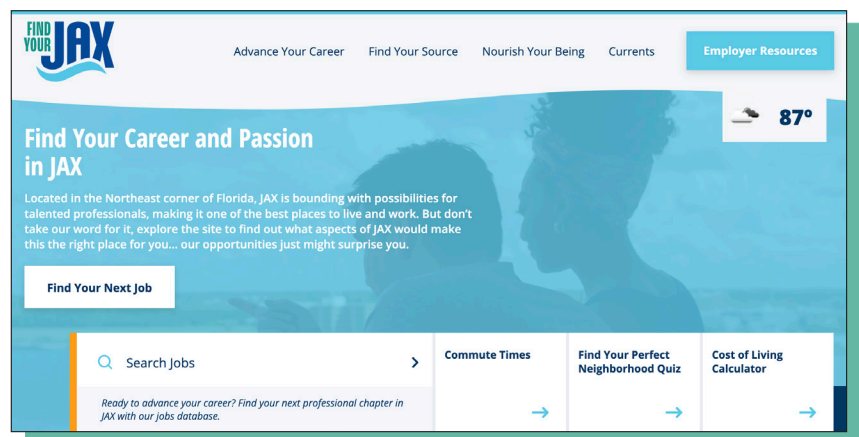 FIND
YOUR
JAX
Advance Your Career
Find Your Source
Nourish Your Being
Currents
Employer Resources
87°
Find Your Career and Passion
in JAX
Located in the Northeast corner of Florida, JAX is bounding with possibilities for
talented professionals, making it one of the best places to live and work. But don't
take our word for it, explore the site to find out what aspects of JAX would make
this the right place for you... our opportunities just might surprise you.
Find Your Next Job
Search Jobs
Ready to advance your career? Find your next professional chapter in
JAX with our jobs database.
Commute Times
Find Your Perfect
Neighborhood Quiz
Cost of Living
Calculator